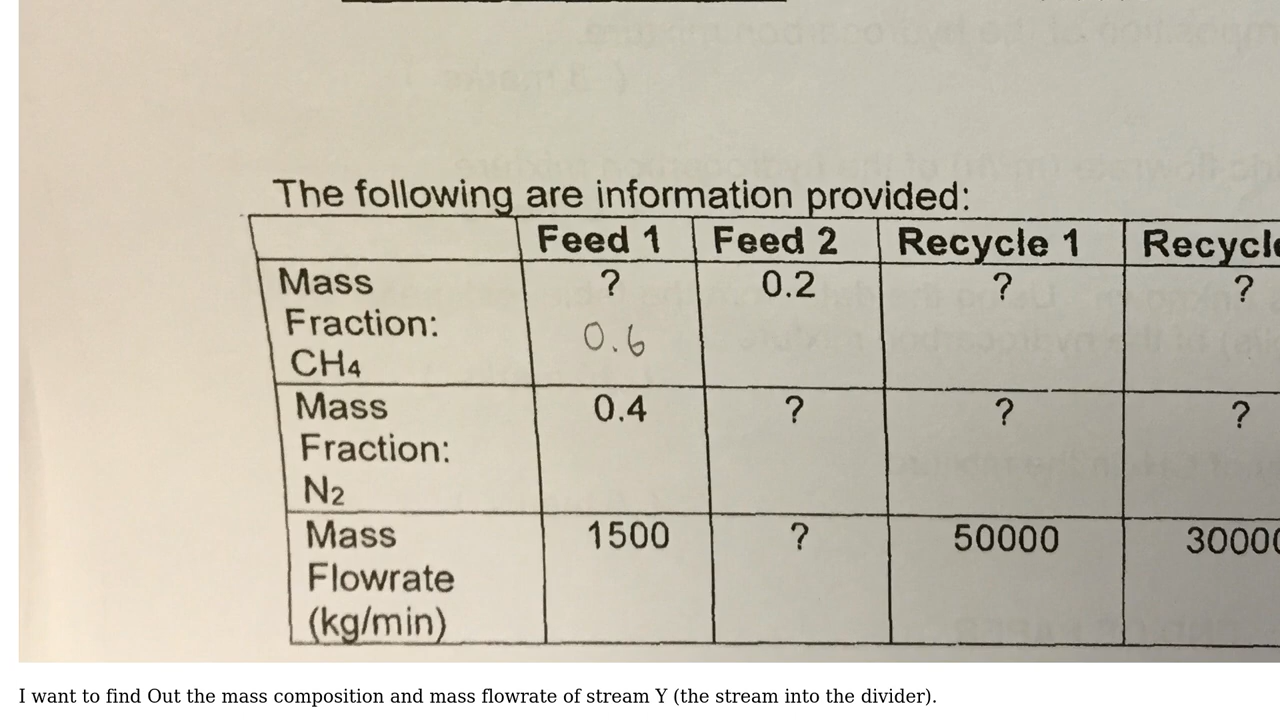 The following are information provided:
Feed 1 Feed 2 Recycle 1
Mass Fraction: CH4 ? 0.6 0.2 ? ?
Mass Fraction: N2 0.4 ? ? ?
Mass Flowrate (kg/min) 1500 ? 50000
I want to find Out the mass composition and mass flowrate of stream Y (the stream into the divider).